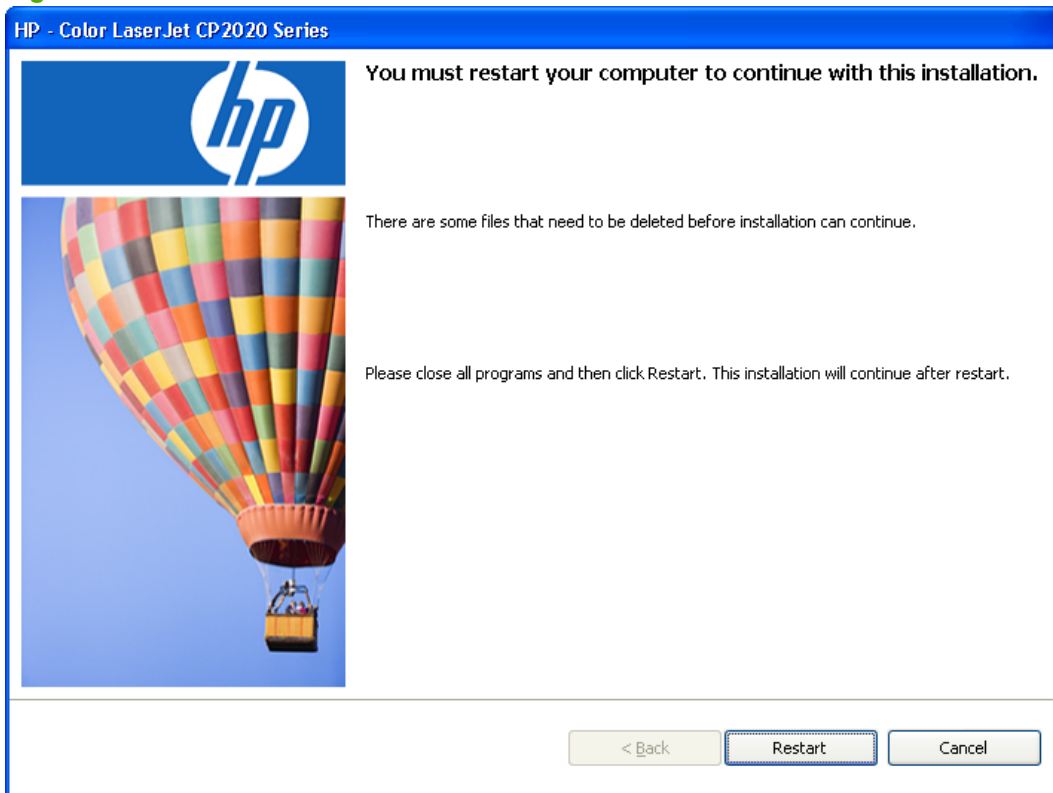 HP - Color LaserJet CP2020 Series
hp
You must restart your computer to continue with this installation.
There are some files that need to be deleted before installation can continue.
Please close all programs and then click Restart. This installation will continue after restart.
< Back
Restart
Cancel